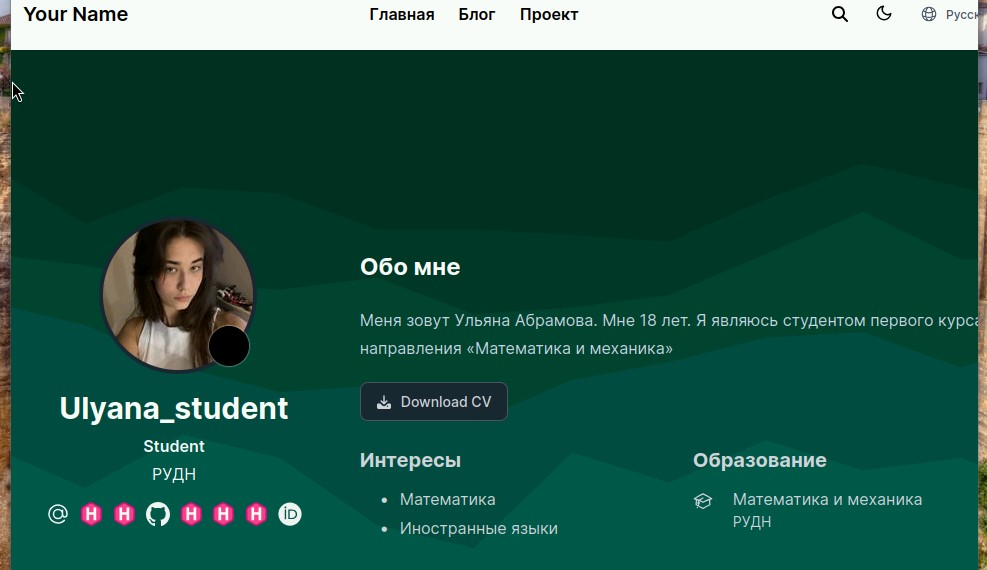 Your Name
Главная Блог Проект
Русск
Обо мне
Меня зовут Ульяна Абрамова. Мне 18 лет. Я являюсь студентом первого курса
направления «Математика и механика»
Download CV
Ulyana_student
Student
РУДН
Интересы
Математика
Иностранные языки
Образование
Математика и механика
РУДН